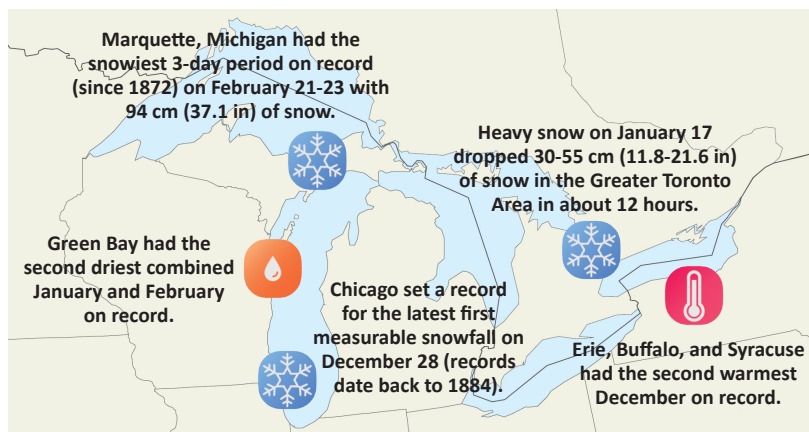 Marquette, Michigan had the
snowiest 3-day period on record
(since 1872) on February 21-23 with
94 cm (37.1 in) of snow.
Heavy snow on January 17
dropped 30-55 cm (11.8-21.6 in)
of snow in the Greater Toronto
Area in about 12 hours.
Green Bay had the
second driest combined
January and February
on record.
Chicago set a record
for the latest first
measurable snowfall on
December 28 (records
date back to 1884).
Erie, Buffalo, and Syracuse
had the second warmest
December on record.